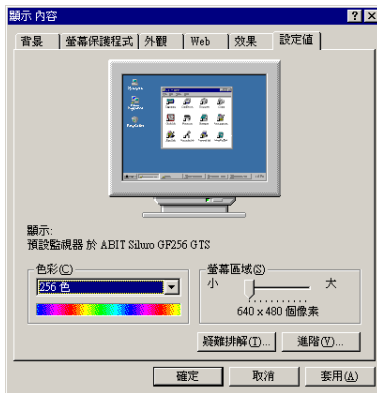 顯示 內容
背景 螢幕保護程式 外觀 Web 效果 設定值
顯示:
預設監視器 於 ABIT Siluro GF256 GTS
色彩(C)
256 色
螢幕區域(S)
小 大
640 x 480 個像素
疑難排解(T)... 進階(V)...
確定 取消 套用(A)